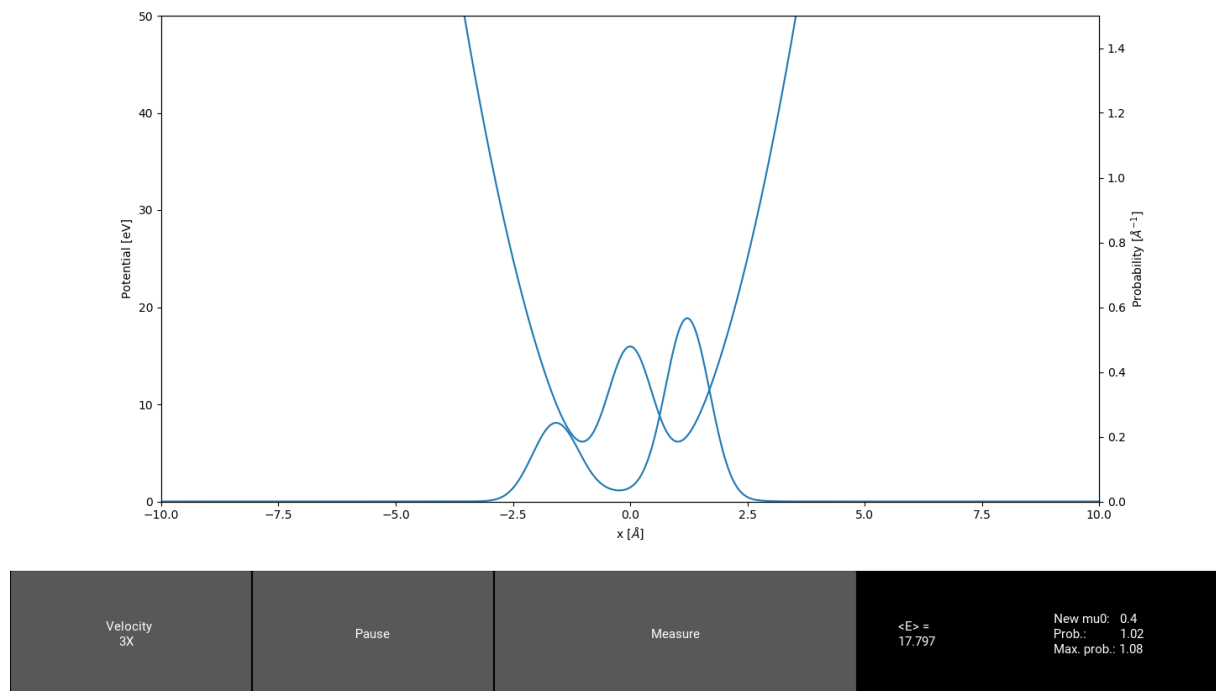 50
40
30
20
10
0
Potential [eV]
1.4
1.2
1.0
0.8
0.6
0.4
0.2
0.0
Probability [Å⁻¹]
−10.0 −7.5 −5.0 −2.5 0.0 2.5 5.0 7.5 10.0
x [Å]
Velocity
3X
Pause
Measure
<E> =
17.797
New mu0: 0.4
Prob.: 1.02
Max. prob.: 1.08